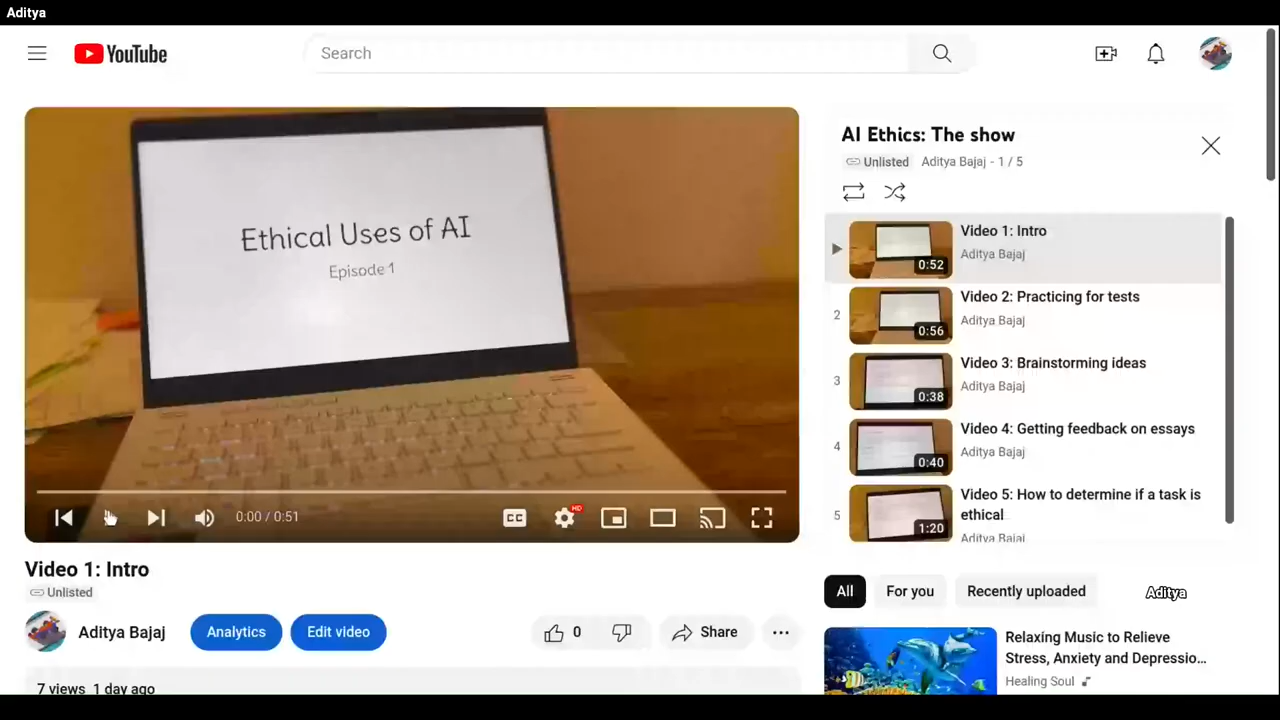 Aditya
YouTube
Search
Ethical Uses of AI
Episode 1
0:00 / 0:51
CC
HD
Video 1: Intro
Unlisted
Aditya Bajaj
Analytics
Edit video
0
Share
7 views 1 day ago
AI Ethics: The show
Unlisted Aditya Bajaj - 1 / 5
Video 1: Intro
Aditya Bajaj
0:52
2
Video 2: Practicing for tests
Aditya Bajaj
0:56
3
Video 3: Brainstorming ideas
Aditya Bajaj
0:38
4
Video 4: Getting feedback on essays
Aditya Bajaj
0:40
5
Video 5: How to determine if a task is
ethical
Aditya Bajaj
1:20
All
For you
Recently uploaded
Aditya
Relaxing Music to Relieve
Stress, Anxiety and Depressio...
Healing Soul